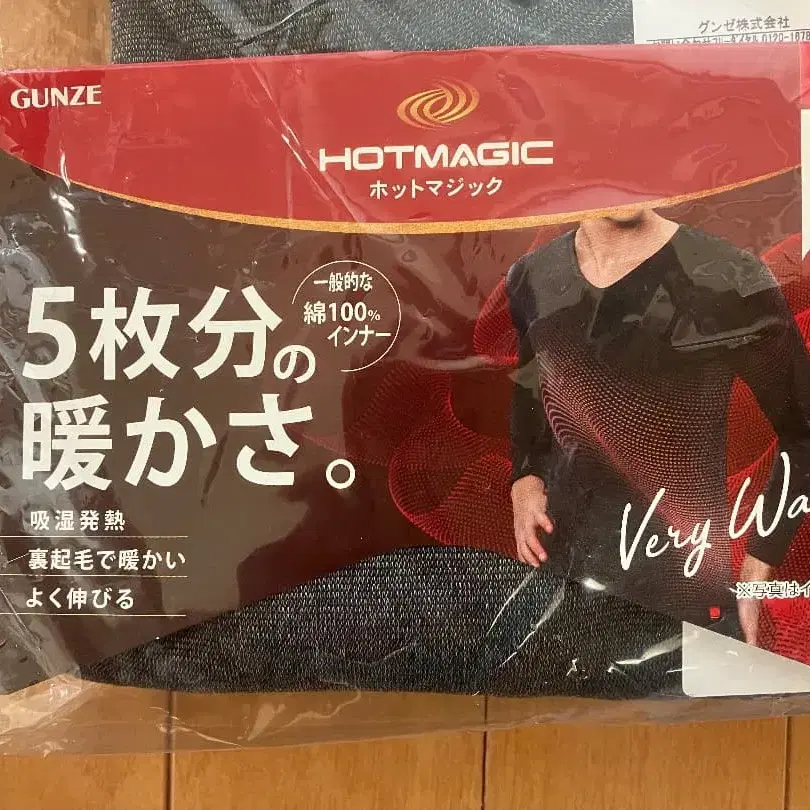 グンゼ株式会社
GUNZE
HOTMAGIC
ホットマジック
一般的な
綿100%
インナー
5枚分の
暖かさ。
吸湿発熱
裏起毛で暖かい
よく伸びる
Very Wa
※写真はイ